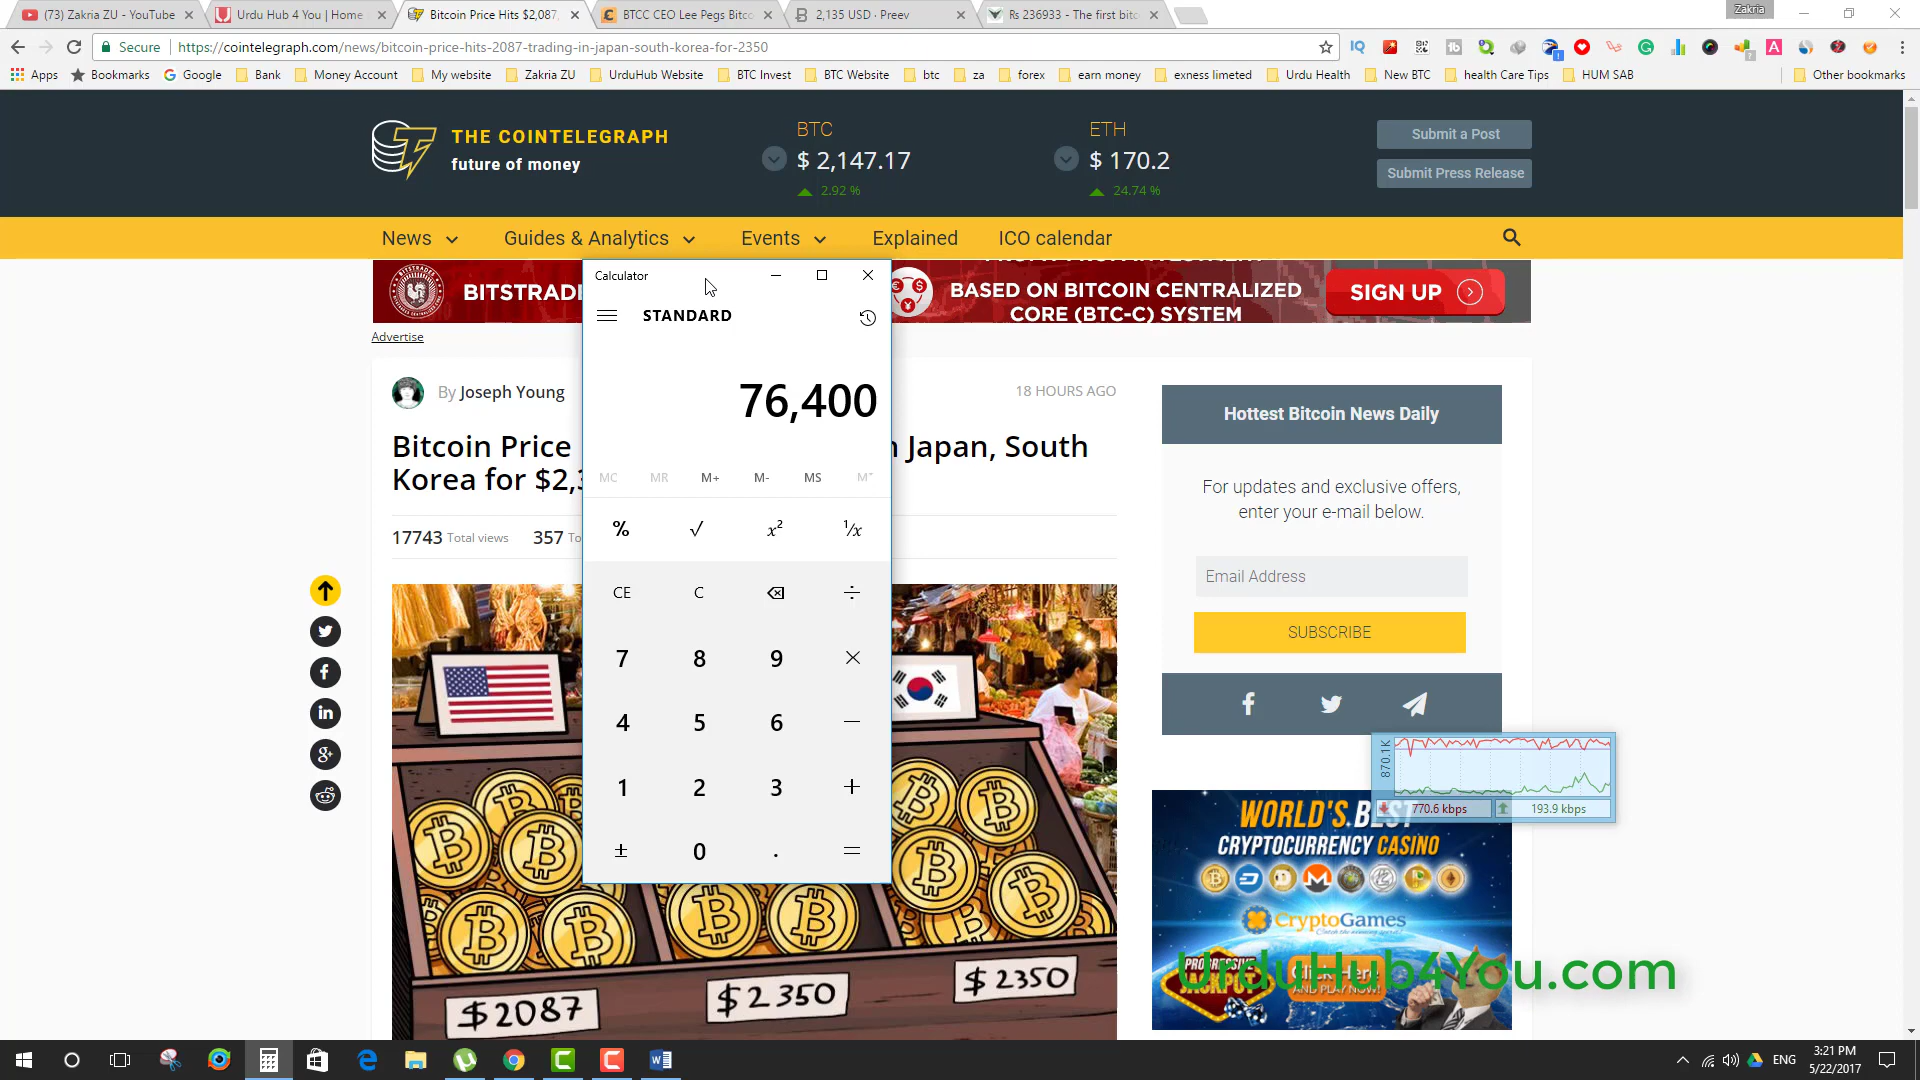 (73) Zakria ZU - YouTube
Urdu Hub 4 You | Home
Bitcoin Price Hits $2,087,
BTCC CEO Lee Pegs Bitco
2,135 USD · Preev
Rs 236933 - The first bitc
Zakria
Secure
https://cointelegraph.com/news/bitcoin-price-hits-2087-trading-in-japan-south-korea-for-2350
Apps
Bookmarks
Google
Bank
Money Account
My website
Zakria ZU
UrduHub Website
BTC Invest
BTC Website
btc
za
forex
earn money
exness limeted
Urdu Health
New BTC
health Care Tips
HUM SAB
Other bookmarks
THE COINTELEGRAPH
future of money
BTC
$ 2,147.17
2.92 %
ETH
$ 170.2
24.74 %
Submit a Post
Submit Press Release
News
Guides & Analytics
Events
Explained
ICO calendar
BITSTRADI
BASED ON BITCOIN CENTRALIZED
CORE (BTC-C) SYSTEM
SIGN UP
Advertise
Calculator
STANDARD
76,400
MC MR M+ M- MS M˅
% √ x² ¹/x
CE C ÷
7 8 9 ×
4 5 6 −
1 2 3 +
± 0 . =
By Joseph Young
18 HOURS AGO
Bitcoin Price
n Japan, South
Korea for $2,3
17743 Total views
357 To
Hottest Bitcoin News Daily
For updates and exclusive offers,
enter your e-mail below.
Email Address
SUBSCRIBE
870.1K
770.6 kbps
193.9 kbps
WORLD'S BEST
CRYPTOCURRENCY CASINO
CryptoGames
PROGRESSIVE
JACKPOT
Click Here
AND PLAY NOW!
UrduHub4You.com
$2087
$2350
$2350
ENG
3:21 PM
5/22/2017